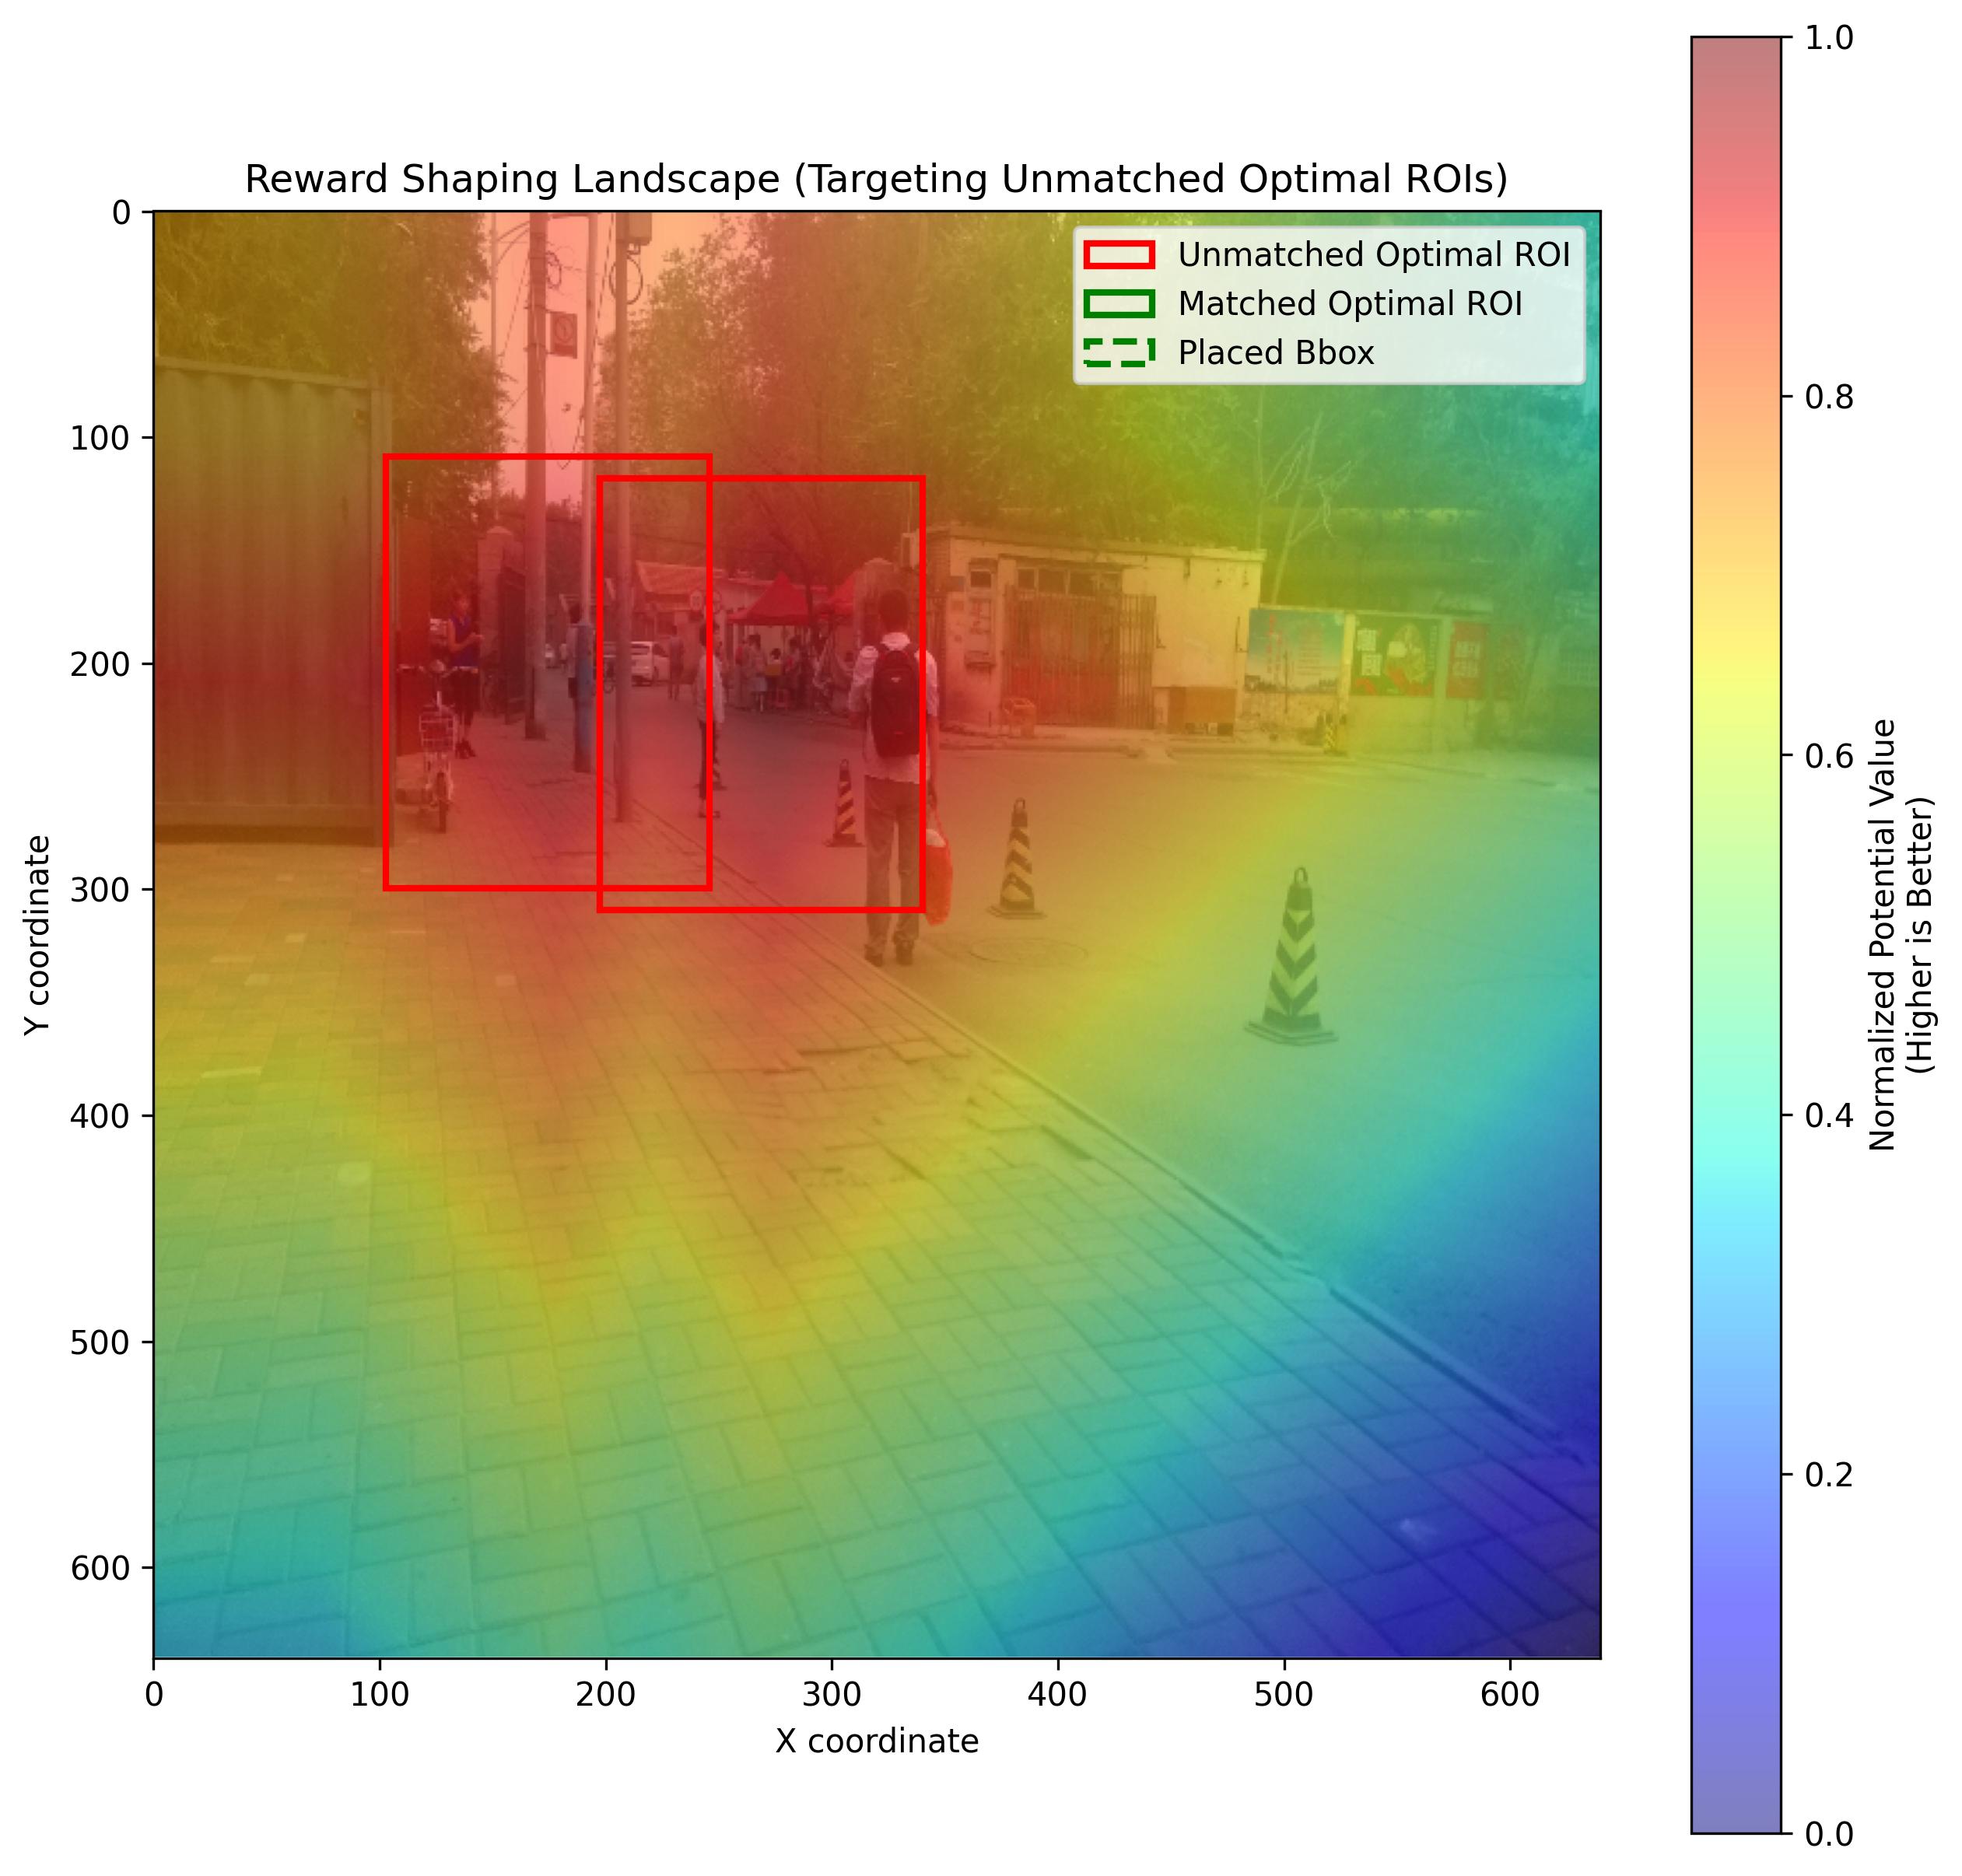 Reward Shaping Landscape (Targeting Unmatched Optimal ROIs)
Unmatched Optimal ROI
Matched Optimal ROI
Placed Bbox
0
100
200
300
400
500
600
Y coordinate
0
100
200
300
400
500
600
X coordinate
1.0
0.8
0.6
0.4
0.2
0.0
Normalized Potential Value
(Higher is Better)